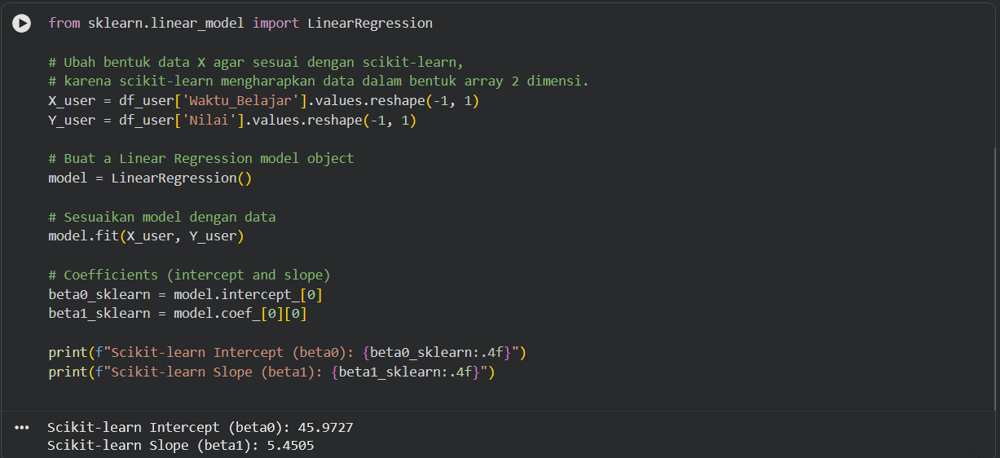 from sklearn.linear_model import LinearRegression
# Ubah bentuk data X agar sesuai dengan scikit-learn,
# karena scikit-learn mengharapkan data dalam bentuk array 2 dimensi.
X_user = df_user['Waktu_Belajar'].values.reshape(-1, 1)
Y_user = df_user['Nilai'].values.reshape(-1, 1)
# Buat a Linear Regression model object
model = LinearRegression()
# Sesuaikan model dengan data
model.fit(X_user, Y_user)
# Coefficients (intercept and slope)
beta0_sklearn = model.intercept_[0]
beta1_sklearn = model.coef_[0][0]
print(f"Scikit-learn Intercept (beta0): {beta0_sklearn:.4f}")
print(f"Scikit-learn Slope (beta1): {beta1_sklearn:.4f}")
Scikit-learn Intercept (beta0): 45.9727
Scikit-learn Slope (beta1): 5.4505